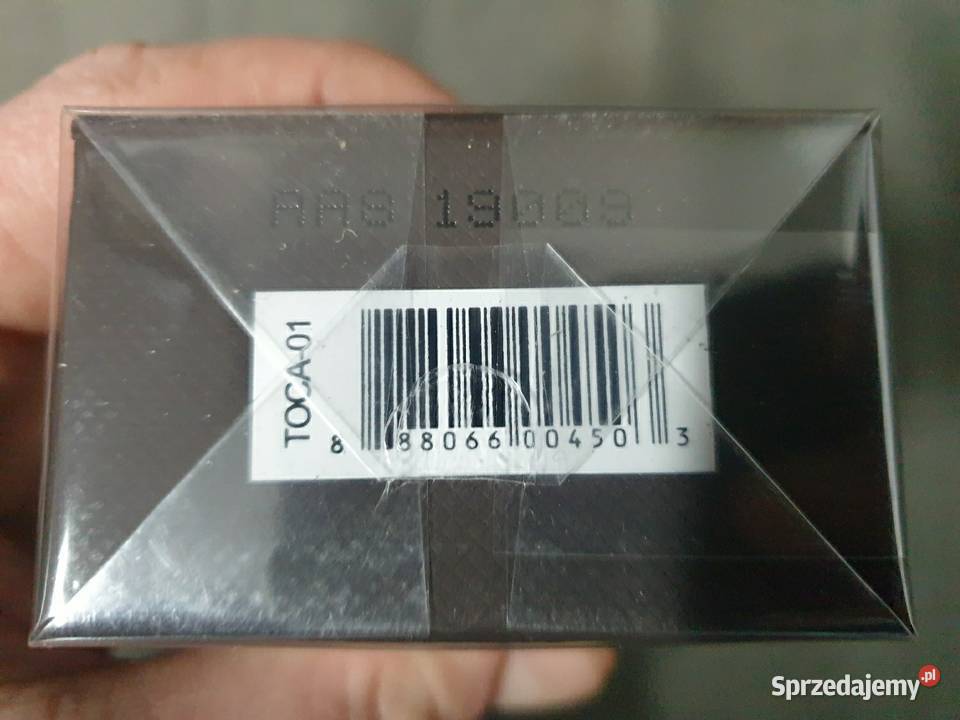 AA8 19009
TOCA-01
8 88066 00450 3
Sprzedajemy.pl